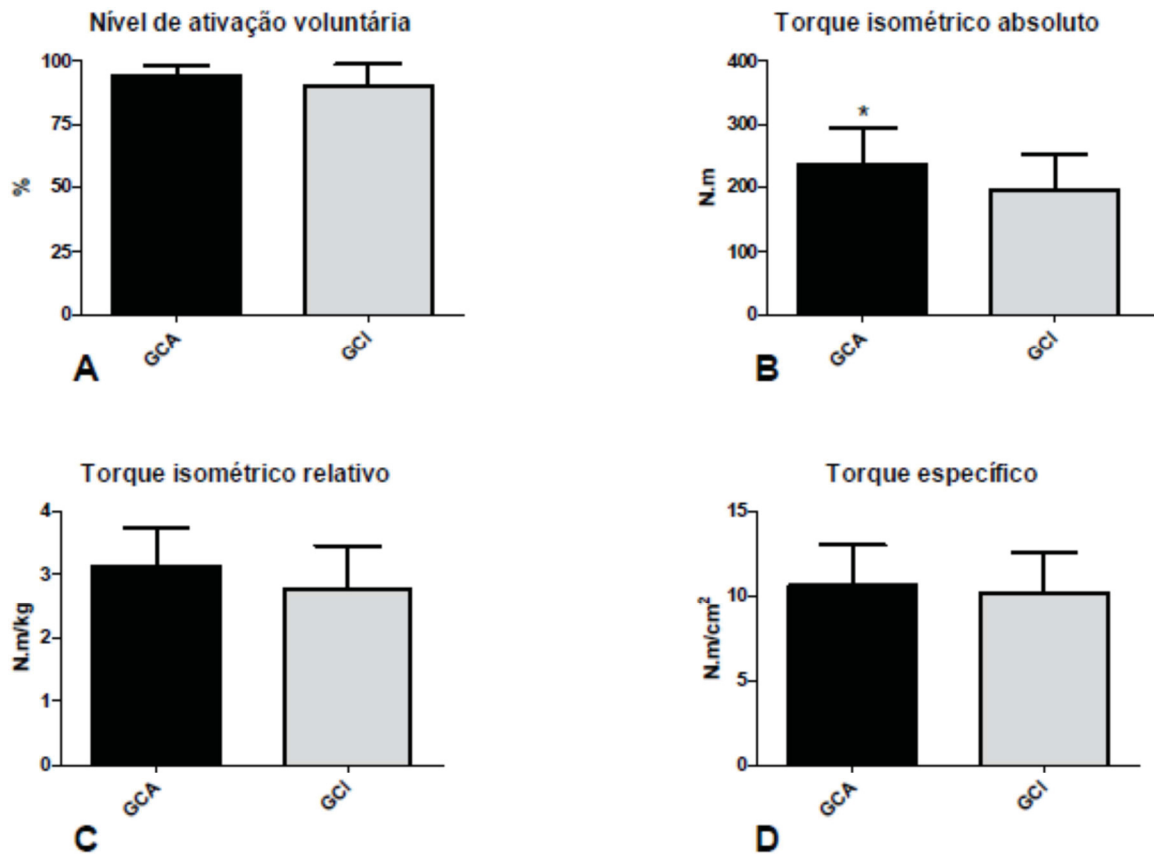 Nível de ativação voluntária
100
75
50
25
0
%
GCA
GCI
A
Torque isométrico absoluto
400
300
200
100
0
N.m
*
GCA
GCI
B
Torque isométrico relativo
4
3
2
1
0
N.m/kg
GCA
GCI
C
Torque específico
15
10
5
0
N.m/cm²
GCA
GCI
D